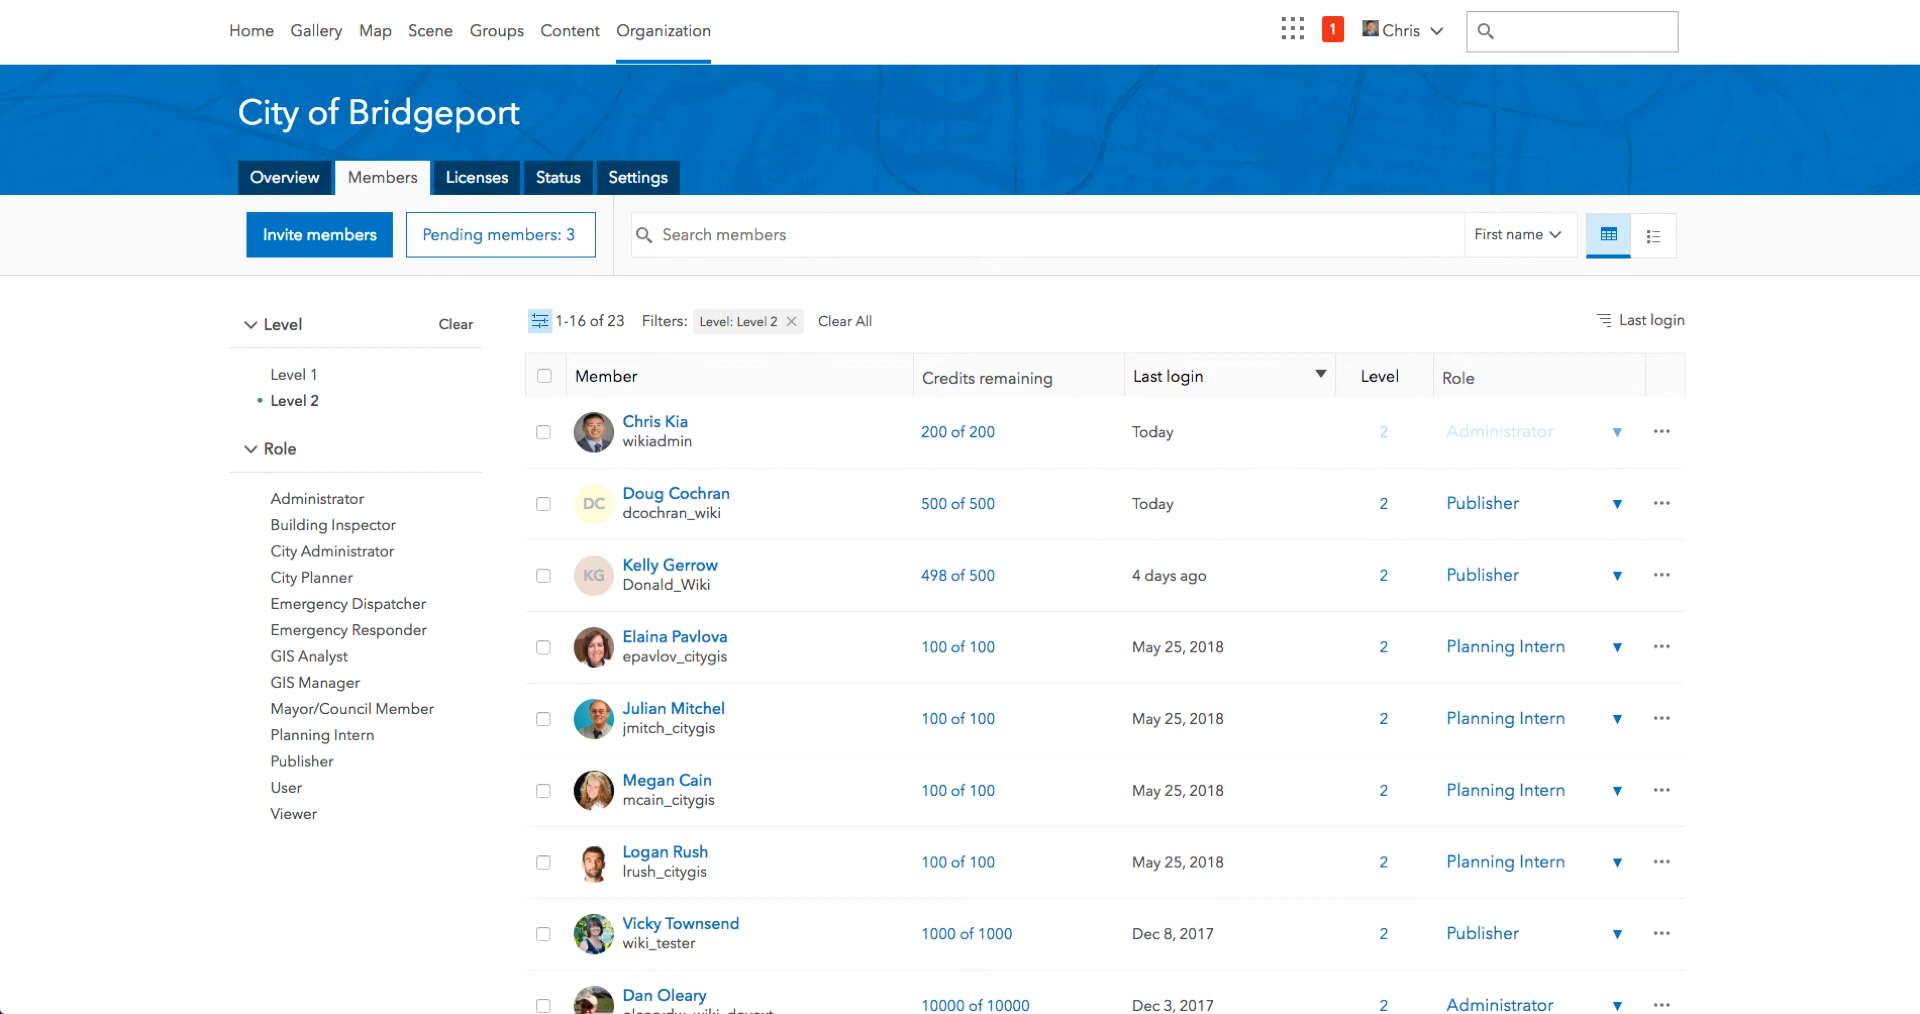 Home Gallery Map Scene Groups Content Organization 1 Chris
City of Bridgeport
Overview Members Licenses Status Settings
Invite members Pending members: 3 Search members First name
Level Clear
Level 1
Level 2
Role
Administrator
Building Inspector
City Administrator
City Planner
Emergency Dispatcher
Emergency Responder
GIS Analyst
GIS Manager
Mayor/Council Member
Planning Intern
Publisher
User
Viewer
1-16 of 23 Filters: Level: Level 2 Clear All Last login
Member Credits remaining Last login Level Role
Chris Kia
wikiadmin
200 of 200 Today 2 Administrator
DC
Doug Cochran
dcochran_wiki
500 of 500 Today 2 Publisher
KG
Kelly Gerrow
Donald_Wiki
498 of 500 4 days ago 2 Publisher
Elaina Pavlova
epavlov_citygis
100 of 100 May 25, 2018 2 Planning Intern
Julian Mitchel
jmitch_citygis
100 of 100 May 25, 2018 2 Planning Intern
Megan Cain
mcain_citygis
100 of 100 May 25, 2018 2 Planning Intern
Logan Rush
lrush_citygis
100 of 100 May 25, 2018 2 Planning Intern
Vicky Townsend
wiki_tester
1000 of 1000 Dec 8, 2017 2 Publisher
Dan Oleary
10000 of 10000 Dec 3, 2017 2 Administrator